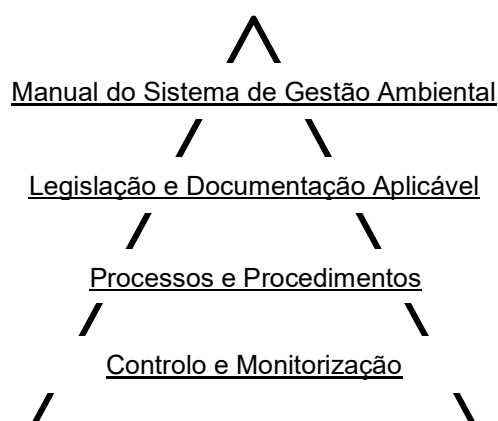 Manual do Sistema de Gestão Ambiental
Legislação e Documentação Aplicável
Processos e Procedimentos
Controlo e Monitorização